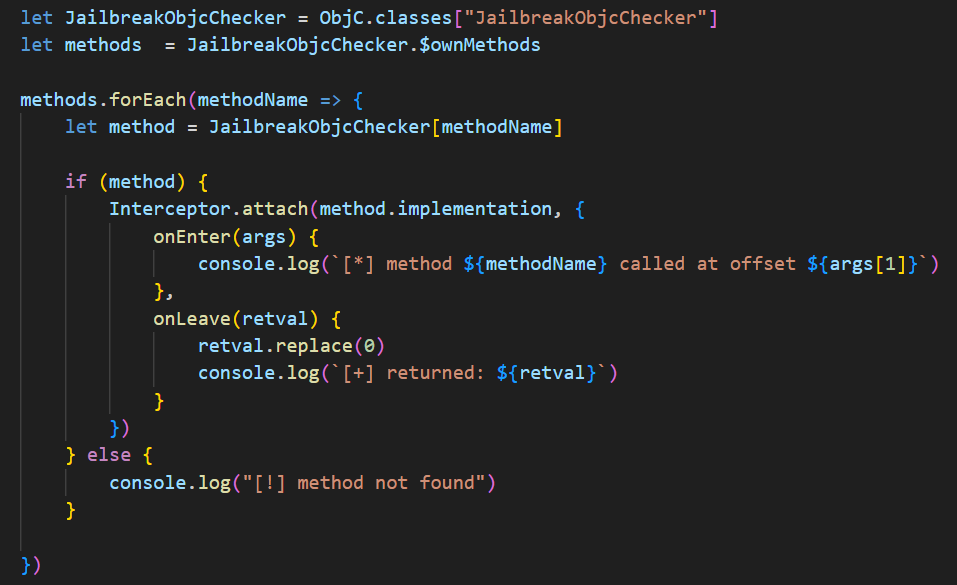 let JailbreakObjcChecker = ObjC.classes["JailbreakObjcChecker"]
let methods  = JailbreakObjcChecker.$ownMethods

methods.forEach(methodName => {
    let method = JailbreakObjcChecker[methodName]

    if (method) {
        Interceptor.attach(method.implementation, {
            onEnter(args) {
                console.log(`[*] method ${methodName} called at offset ${args[1]}`)
            },
            onLeave(retval) {
                retval.replace(0)
                console.log(`[+] returned: ${retval}`)
            }
        })
    } else {
        console.log("[!] method not found")
    }

})